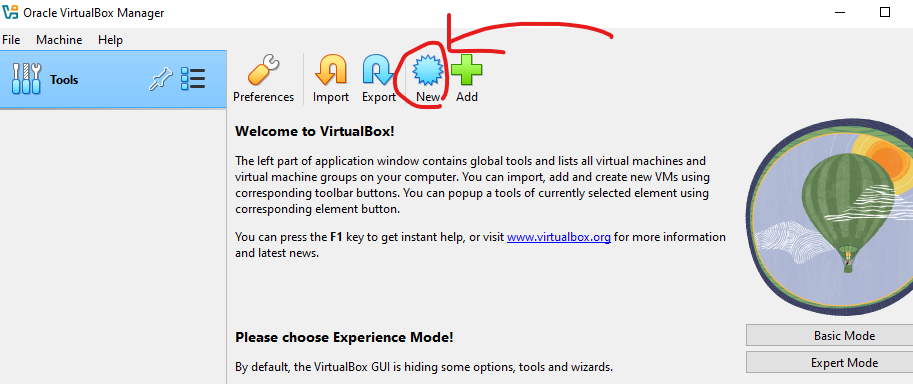 Oracle VirtualBox Manager
File Machine Help
Tools
Preferences Import Export New Add
Welcome to VirtualBox!
The left part of application window contains global tools and lists all virtual machines and
virtual machine groups on your computer. You can import, add and create new VMs using
corresponding toolbar buttons. You can popup a tools of currently selected element using
corresponding element button.
You can press the F1 key to get instant help, or visit www.virtualbox.org for more information
and latest news.
Please choose Experience Mode!
By default, the VirtualBox GUI is hiding some options, tools and wizards.
Basic Mode
Expert Mode